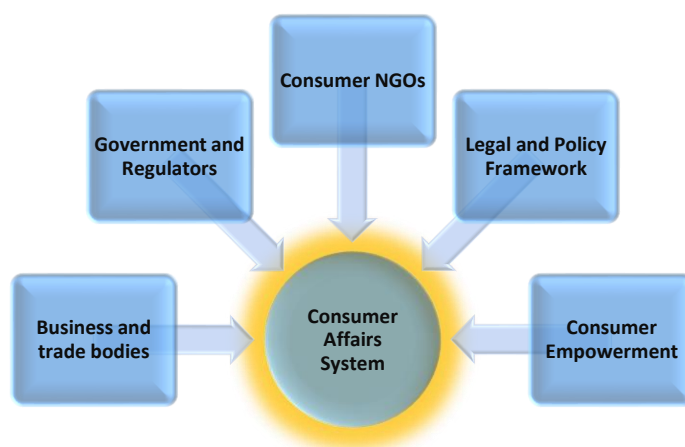 Consumer NGOs
Government and
Regulators
Legal and Policy
Framework
Business and
trade bodies
Consumer
Affairs
System
Consumer
Empowerment